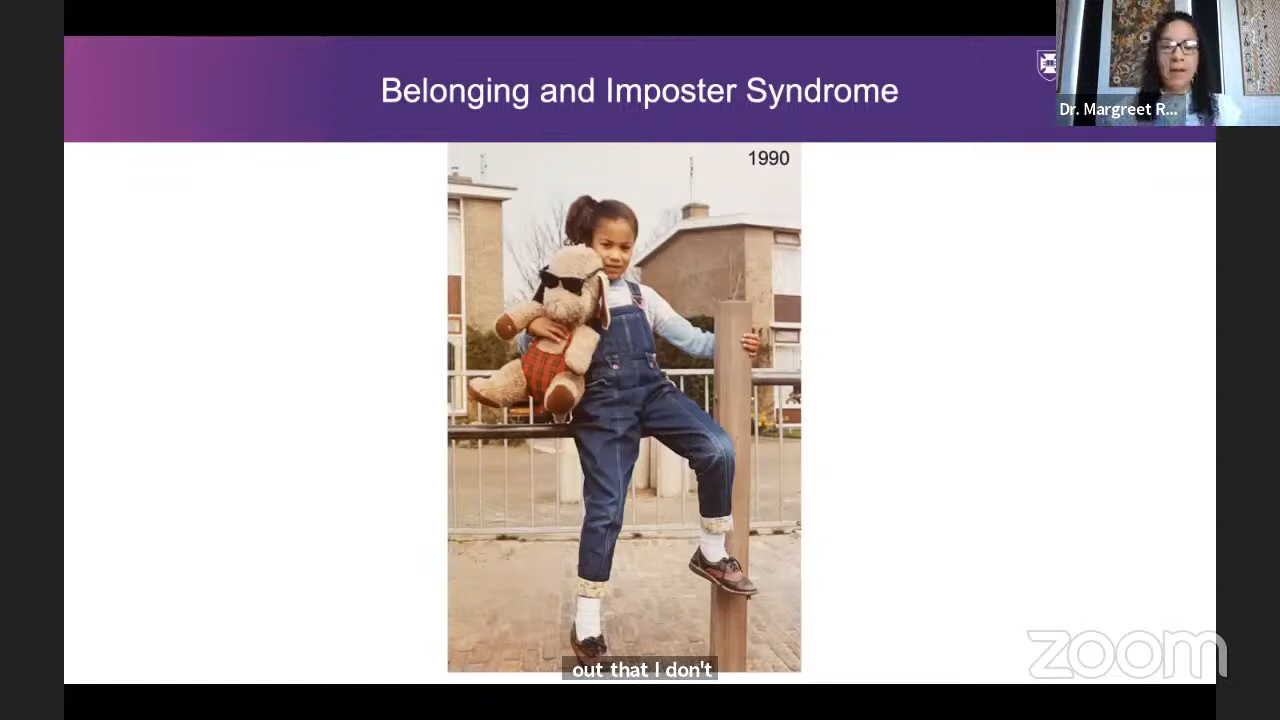 Belonging and Imposter Syndrome
Dr. Margreet R...
1990
out that I don't
zoom